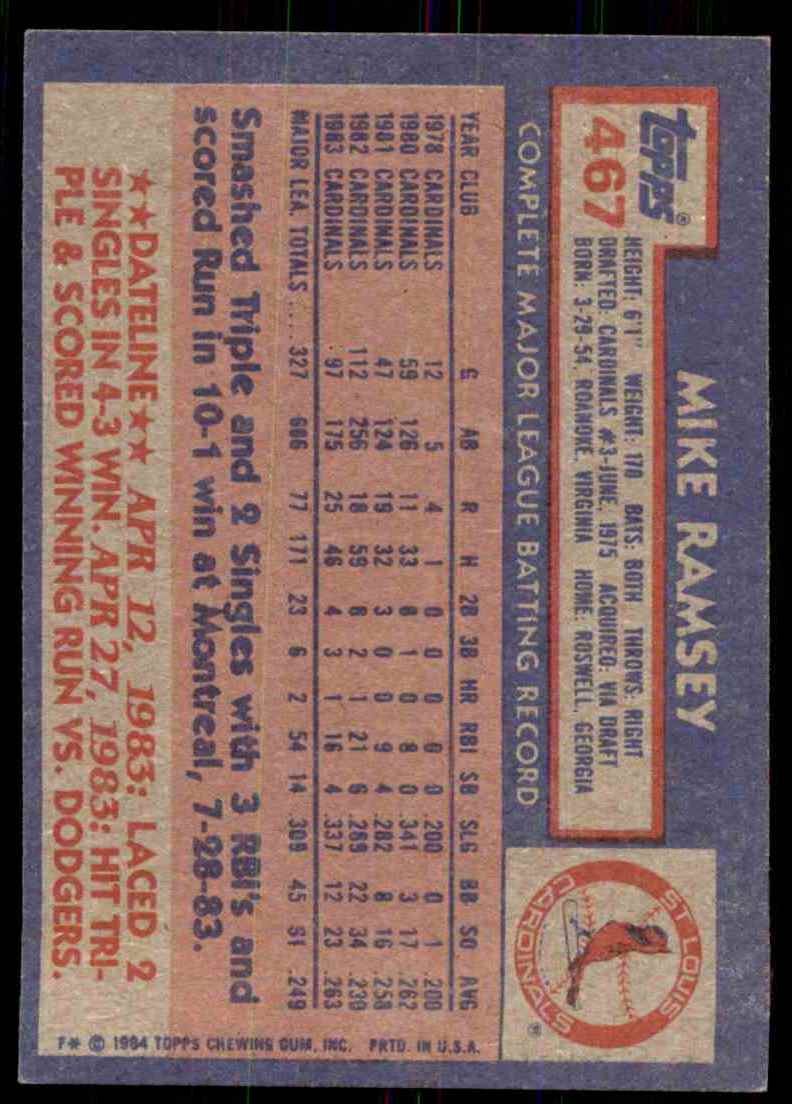 topps®
467
MIKE RAMSEY
HEIGHT: 6'1" WEIGHT: 170 BATS: BOTH THROWS: RIGHT
DRAFTED: CARDINALS #3-JUNE, 1975 ACQUIRED: VIA DRAFT
BORN: 3-29-54, ROANOKE, VIRGINIA HOME: ROSWELL, GEORGIA
ST LOUIS
CARDINALS®
COMPLETE MAJOR LEAGUE BATTING RECORD
YEAR CLUB G AB R H 2B 3B HR RBI SB SLG BB SO AVG
1978 CARDINALS 12 5 4 1 0 0 0 0 0 .200 0 1 .200
1980 CARDINALS 59 126 11 33 8 1 0 8 0 .341 3 17 .262
1981 CARDINALS 47 124 19 32 3 0 0 9 4 .282 8 16 .258
1982 CARDINALS 112 256 18 59 8 2 1 21 6 .289 22 34 .230
1983 CARDINALS 97 175 25 46 4 3 1 16 4 .337 12 23 .263
MAJOR LEA. TOTALS .... 327 686 77 171 23 6 2 54 14 .309 45 91 .249
Smashed Triple and 2 Singles with 3 RBI's and
scored Run in 10-1 win at Montreal, 7-28-83.
★★DATELINE★★ APR 12, 1983: LACED 2
SINGLES IN 4-3 WIN. APR 27, 1983: HIT TRI-
PLE & SCORED WINNING RUN VS. DODGERS.
F* © 1984 TOPPS CHEWING GUM, INC. PRTD. IN U.S.A.